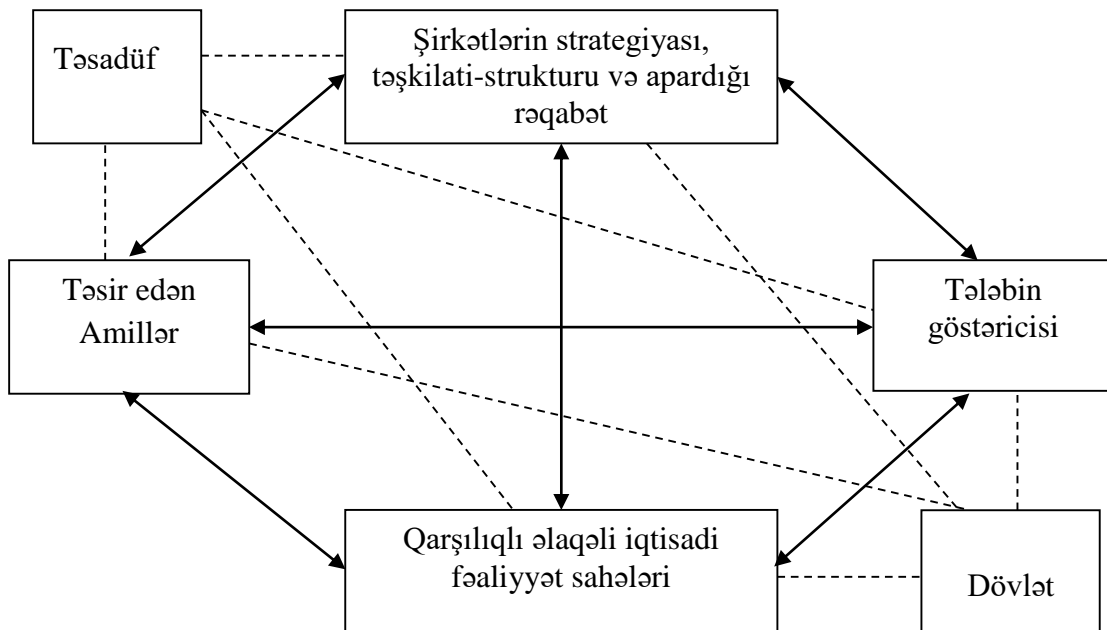 Təsadüf
Şirkətlərin strategiyası,
təşkilati-strukturu və apardığı
rəqabət
Təsir edən
Amillər
Tələbin
göstəricisi
Qarşılıqlı əlaqəli iqtisadi
fəaliyyət sahələri
Dövlət